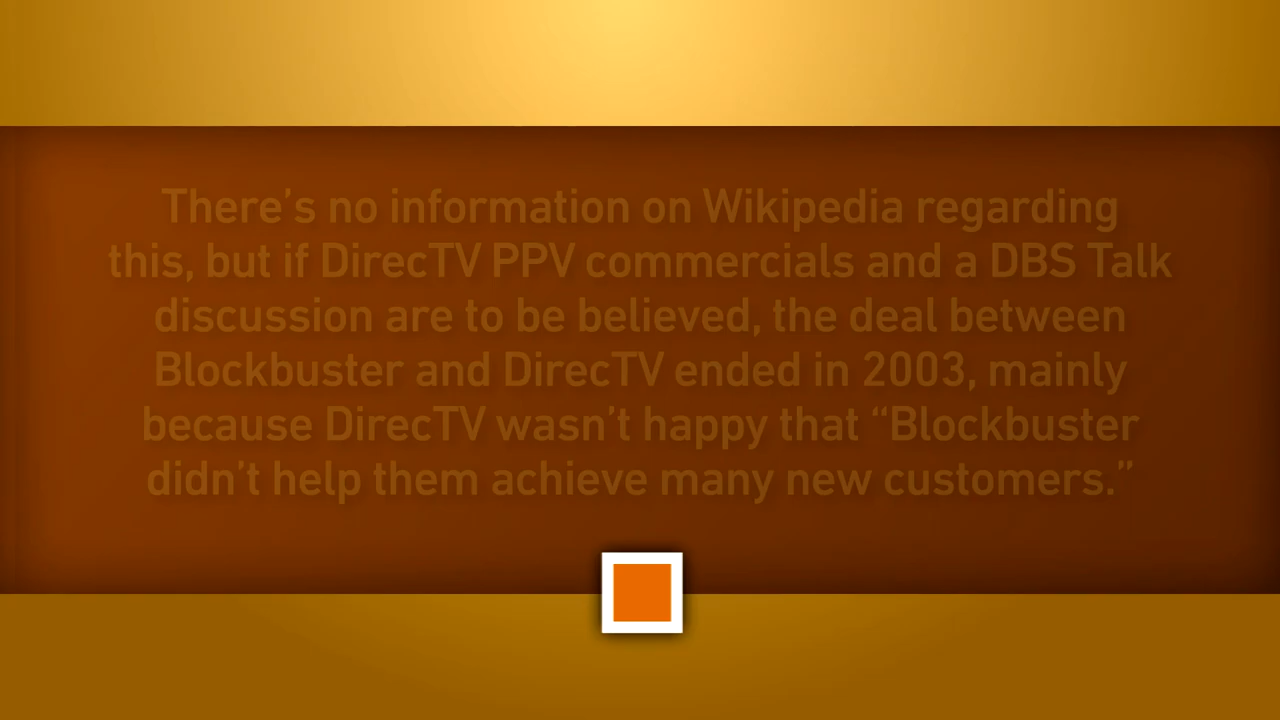 There’s no information on Wikipedia regarding
this, but if DirecTV PPV commercials and a DBS Talk
discussion are to be believed, the deal between
Blockbuster and DirecTV ended in 2003, mainly
because DirecTV wasn’t happy that “Blockbuster
didn’t help them achieve many new customers.”